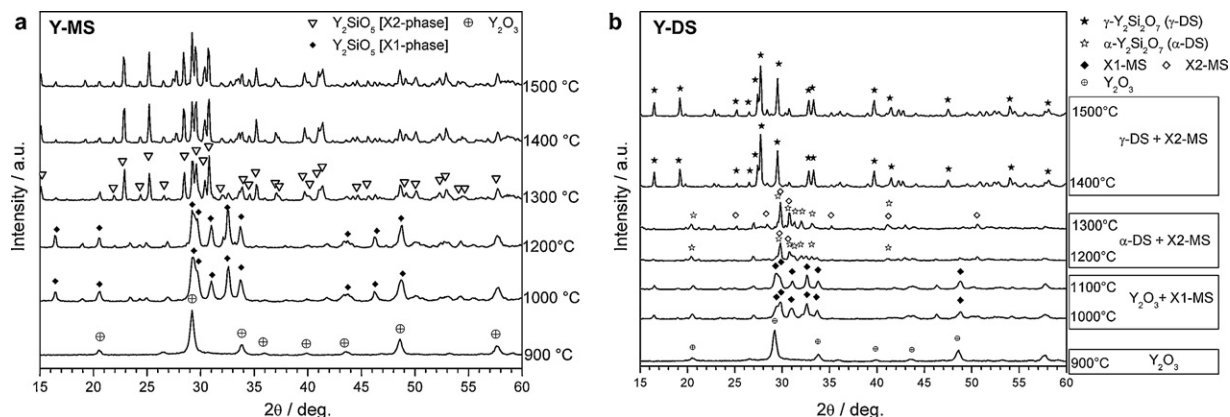 a
Y-MS
Y₂SiO₅ [X2-phase]
Y₂O₃
Y₂SiO₅ [X1-phase]
Intensity / a.u.
1500 °C
1400 °C
1300 °C
1200 °C
1000 °C
900 °C
15 20 25 30 35 40 45 50 55 60
2θ / deg.
b
Y-DS
γ-Y₂Si₂O₇ (γ-DS)
α-Y₂Si₂O₇ (α-DS)
X1-MS X2-MS
Y₂O₃
Intensity / a.u.
1500°C
γ-DS + X2-MS
1400°C
1300°C
α-DS + X2-MS
1200°C
1100°C
Y₂O₃ + X1-MS
1000°C
900°C
Y₂O₃
15 20 25 30 35 40 45 50 55 60
2θ / deg.